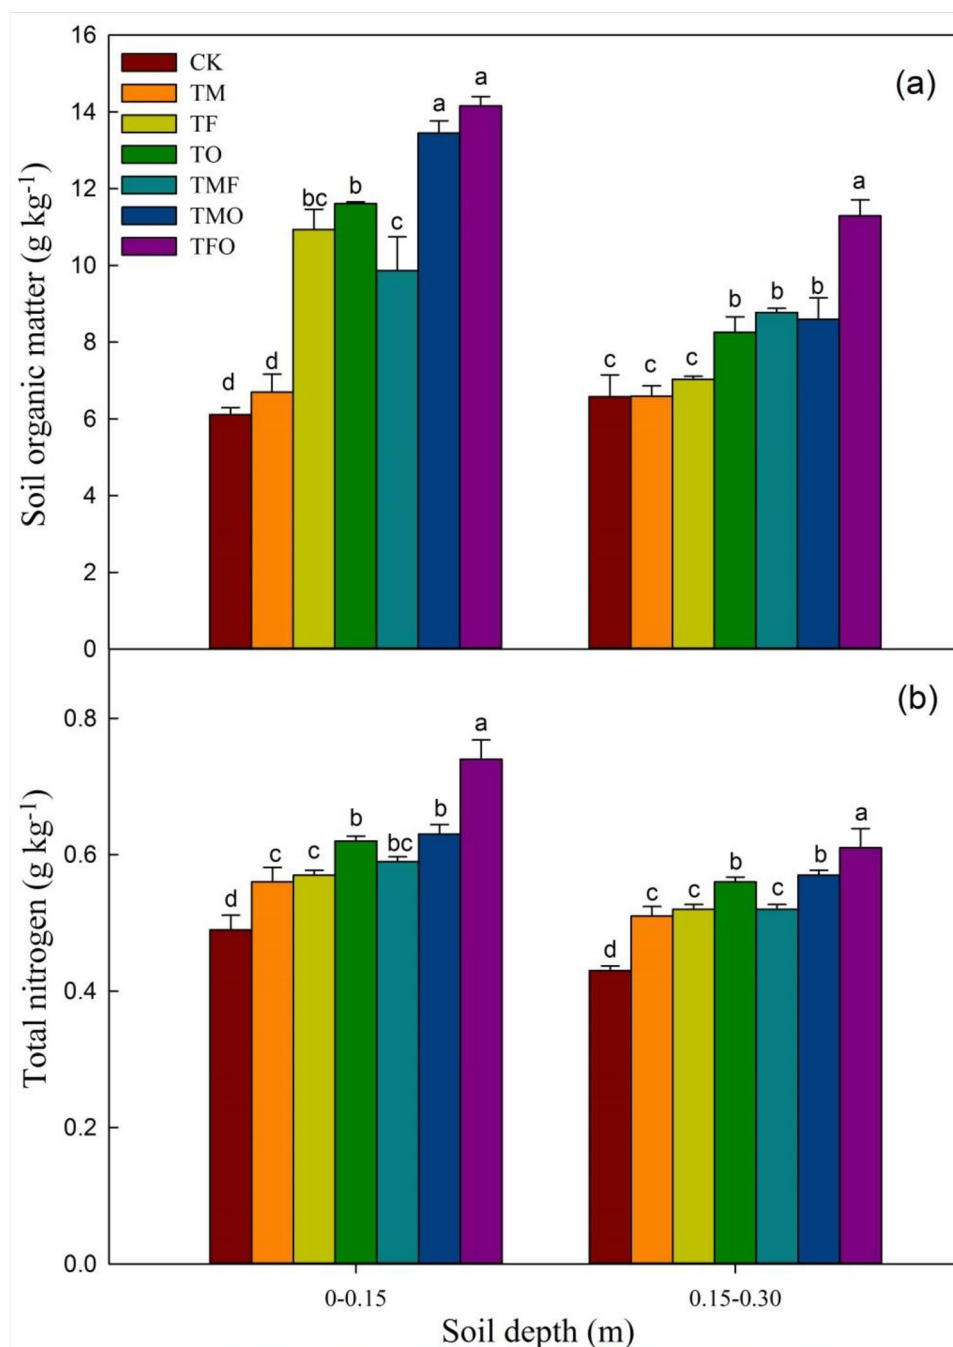 16
14
12
10
8
6
4
2
0
Soil organic matter (g kg⁻¹)
CK
TM
TF
TO
TMF
TMO
TFO
(a)
d
d
bc
b
c
a
a
c
c
c
b
b
b
a
0.8
0.6
0.4
0.2
0.0
Total nitrogen (g kg⁻¹)
(b)
d
c
c
b
bc
b
a
d
c
c
b
c
b
a
0-0.15
0.15-0.30
Soil depth (m)